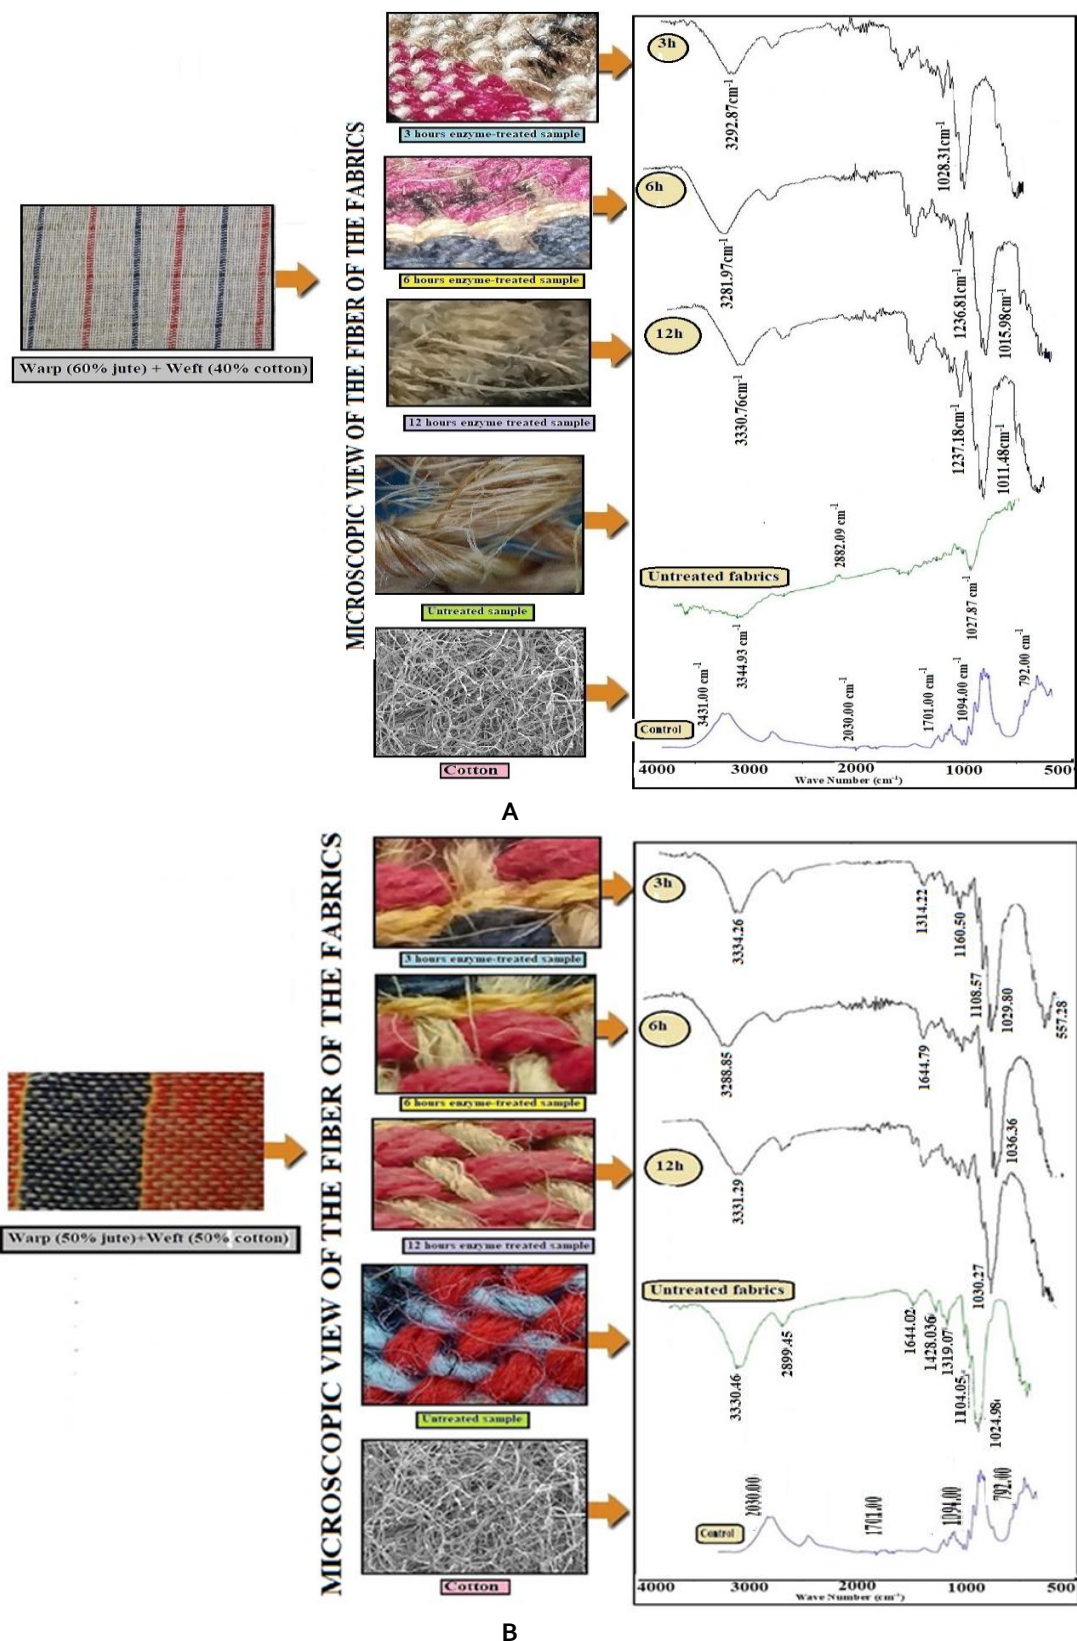 MICROSCOPIC VIEW OF THE FIBER OF THE FABRICS
Warp (60% jute) + Weft (40% cotton)
3 hours enzyme-treated sample
6 hours enzyme-treated sample
12 hours enzyme treated sample
Untreated sample
Cotton
3h
3292.87cm-1
1028.31cm-1
6h
3281.97cm-1
1236.81cm-1
1015.98cm-1
12h
3330.76cm-1
1237.18cm-1
1011.48cm-1
Untreated fabrics
2882.09 cm-1
3344.93 cm-1
1027.87 cm-1
Control
3431.00 cm-1
2030.00 cm-1
1701.00 cm-1
1094.00 cm-1
792.00 cm-1
4000 3000 2000 1000 500
Wave Number (cm-1)
A
MICROSCOPIC VIEW OF THE FIBER OF THE FABRICS
Warp (50% jute)+Weft (50% cotton)
3 hours enzyme-treated sample
6 hours enzyme-treated sample
12 hours enzyme treated sample
Untreated sample
Cotton
3h
3334.26
1314.22
1160.50
1108.57
1029.80
557.28
6h
3288.85
1644.79
1036.36
12h
3331.29
1030.27
Untreated fabrics
3330.46
2899.45
1644.02
1428.036
1319.07
1104.05
1024.98
Control
2030.00
1701.00
1094.00
792.00
4000 3000 2000 1000 500
Wave Number (cm-1)
B